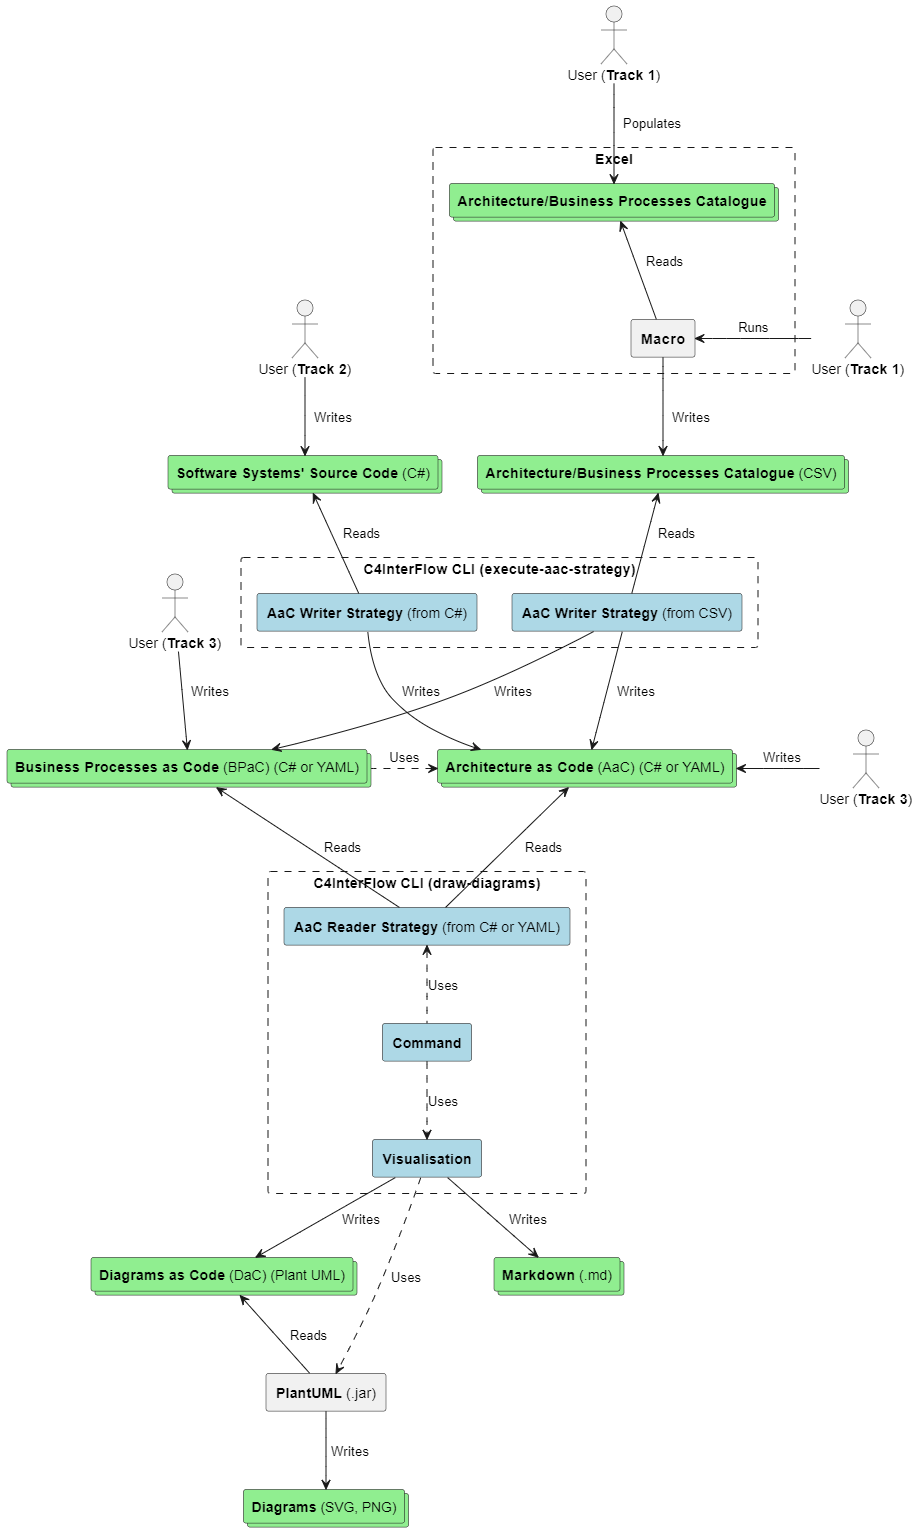 User (Track 1)
Populates
Excel
Architecture/Business Processes Catalogue
Reads
Macro
Runs
User (Track 2)
User (Track 1)
Writes
Writes
Software Systems' Source Code (C#)
Architecture/Business Processes Catalogue (CSV)
Reads
Reads
C4InterFlow CLI (execute-aac-strategy)
AaC Writer Strategy (from C#)
AaC Writer Strategy (from CSV)
User (Track 3)
Writes
Writes
Writes
Writes
Business Processes as Code (BPaC) (C# or YAML)
Uses
Architecture as Code (AaC) (C# or YAML)
Writes
User (Track 3)
Reads
Reads
C4InterFlow CLI (draw-diagrams)
AaC Reader Strategy (from C# or YAML)
Uses
Command
Uses
Visualisation
Writes
Writes
Diagrams as Code (DaC) (Plant UML)
Uses
Markdown (.md)
Reads
PlantUML (.jar)
Writes
Diagrams (SVG, PNG)